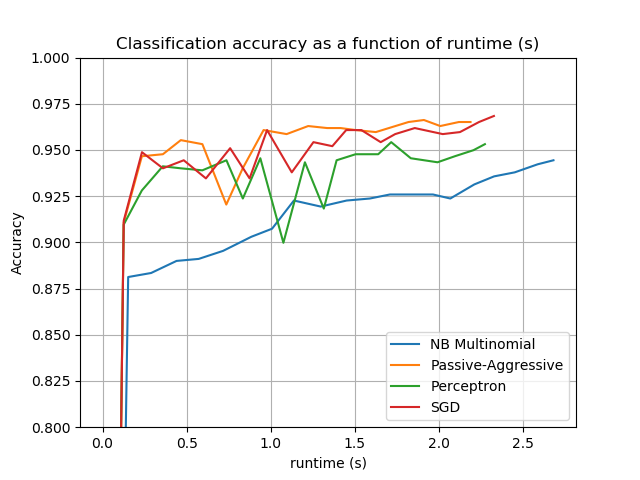 Classification accuracy as a function of runtime (s)
1.000
0.975
0.950
0.925
0.900
0.875
0.850
0.825
0.800
Accuracy
NB Multinomial
Passive-Aggressive
Perceptron
SGD
0.0 0.5 1.0 1.5 2.0 2.5
runtime (s)